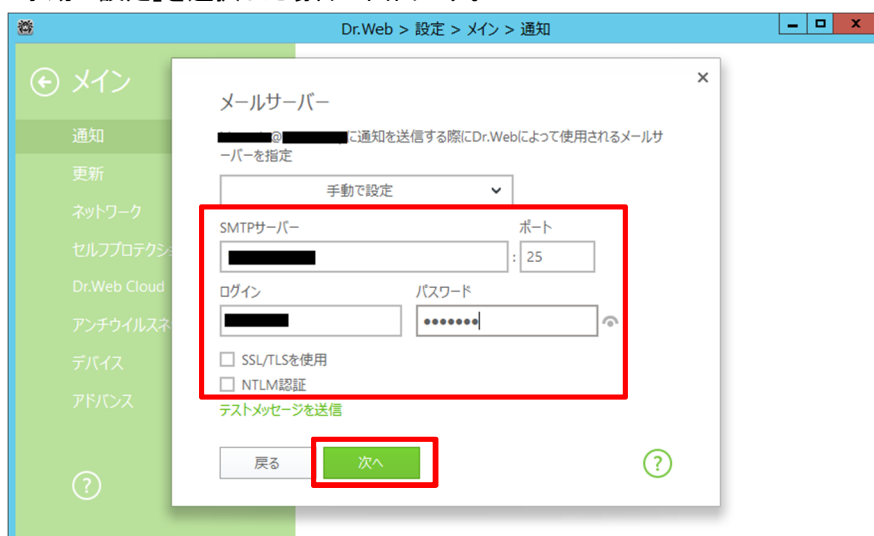 Dr.Web > 設定 > メイン > 通知
メイン
通知
更新
ネットワーク
セルフプロテクショ
Dr.Web Cloud
アンチウイルスネ
デバイス
アドバンス
メールサーバー
@ に通知を送信する際にDr.Webによって使用されるメールサ
ーバーを指定
手動で設定
SMTPサーバー
ポート
: 25
ログイン
パスワード
•••••••
SSL/TLSを使用
NTLM認証
テストメッセージを送信
戻る
次へ
?
?